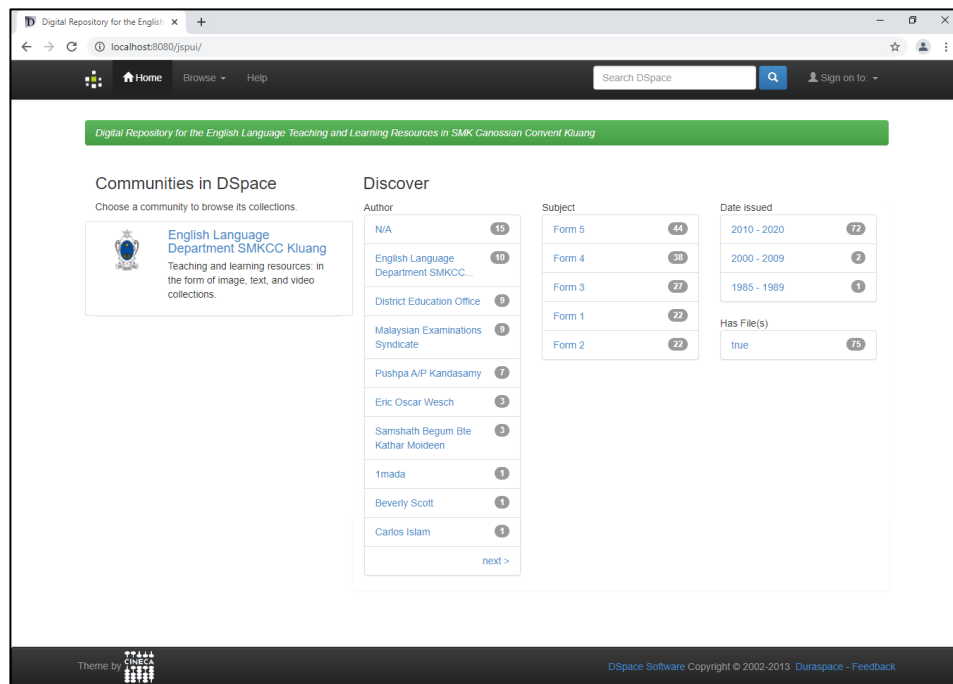 Digital Repository for the English
localhost:8080/jspui/
Home Browse Help Search DSpace Sign on to:
Digital Repository for the English Language Teaching and Learning Resources in SMK Canossian Convent Kluang
Communities in DSpace
Choose a community to browse its collections.
English Language
Department SMKCC Kluang
Teaching and learning resources: in
the form of image, text, and video
collections.
Discover
Author
N/A 15
English Language 10
Department SMKCC...
District Education Office 9
Malaysian Examinations 9
Syndicate
Pushpa A/P Kandasamy 7
Eric Oscar Wesch 3
Samshath Begum Bte 3
Kathar Moideen
1mada 1
Beverly Scott 1
Carlos Islam 1
next >
Subject
Form 5 44
Form 4 38
Form 3 27
Form 1 22
Form 2 22
Date issued
2010 - 2020 72
2000 - 2009 2
1985 - 1989 1
Has File(s)
true 75
Theme by CINECA
DSpace Software Copyright © 2002-2013 Duraspace - Feedback